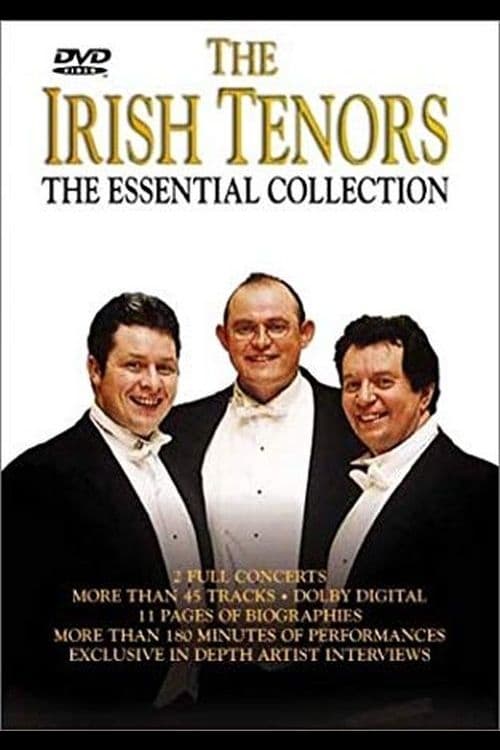 DVD
VIDEO
THE
IRISH TENORS
THE ESSENTIAL COLLECTION
2 FULL CONCERTS
MORE THAN 45 TRACKS • DOLBY DIGITAL
11 PAGES OF BIOGRAPHIES
MORE THAN 180 MINUTES OF PERFORMANCES
EXCLUSIVE IN DEPTH ARTIST INTERVIEWS